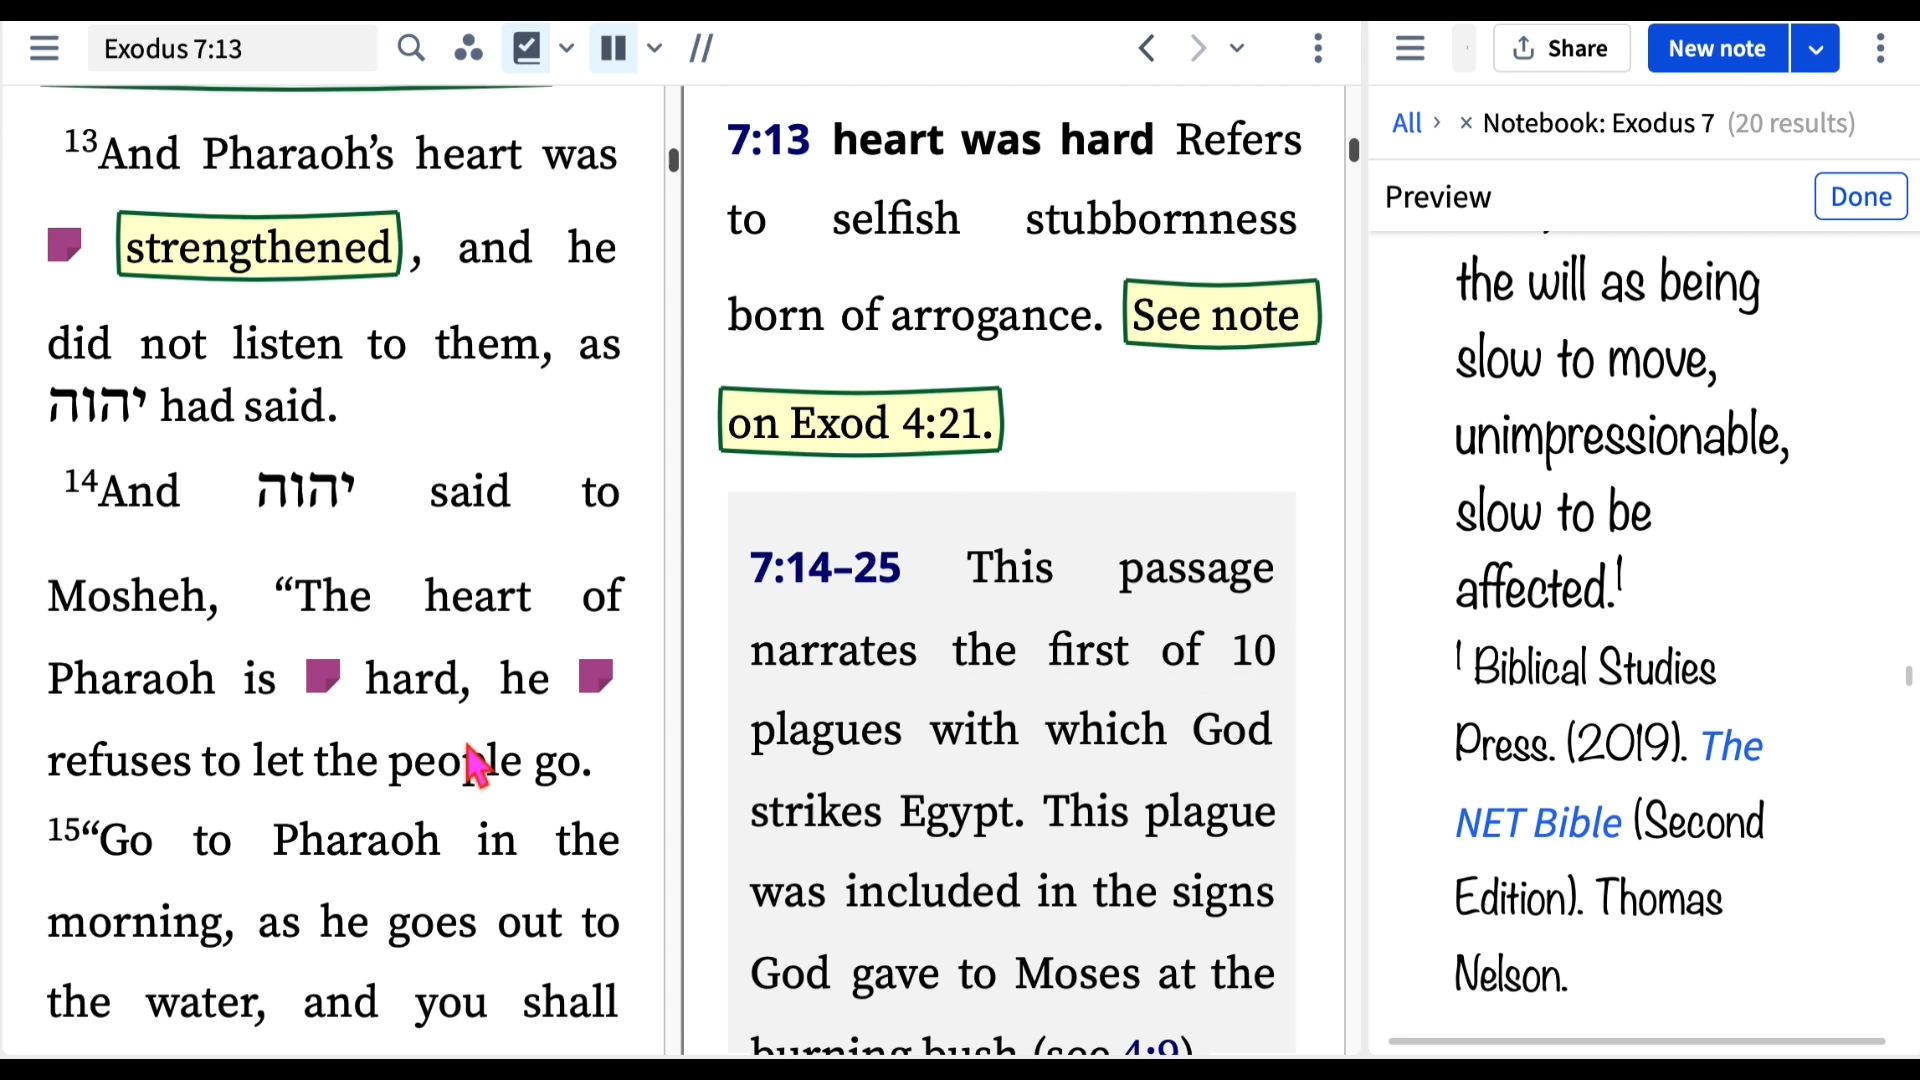 Exodus 7:13
13And Pharaoh’s heart was
strengthened, and he
did not listen to them, as
יהוה had said.
14And יהוה said to
Mosheh, “The heart of
Pharaoh is hard, he
refuses to let the people go.
15“Go to Pharaoh in the
morning, as he goes out to
the water, and you shall
7:13 heart was hard Refers
to selfish stubbornness
born of arrogance. See note
on Exod 4:21.
7:14–25 This passage
narrates the first of 10
plagues with which God
strikes Egypt. This plague
was included in the signs
God gave to Moses at the
burning bush (see 4:9).
Share
New note
All › × Notebook: Exodus 7 (20 results)
Preview
Done
the will as being
slow to move,
unimpressionable,
slow to be
affected.1
1 Biblical Studies
Press. (2019). The
NET Bible (Second
Edition). Thomas
Nelson.